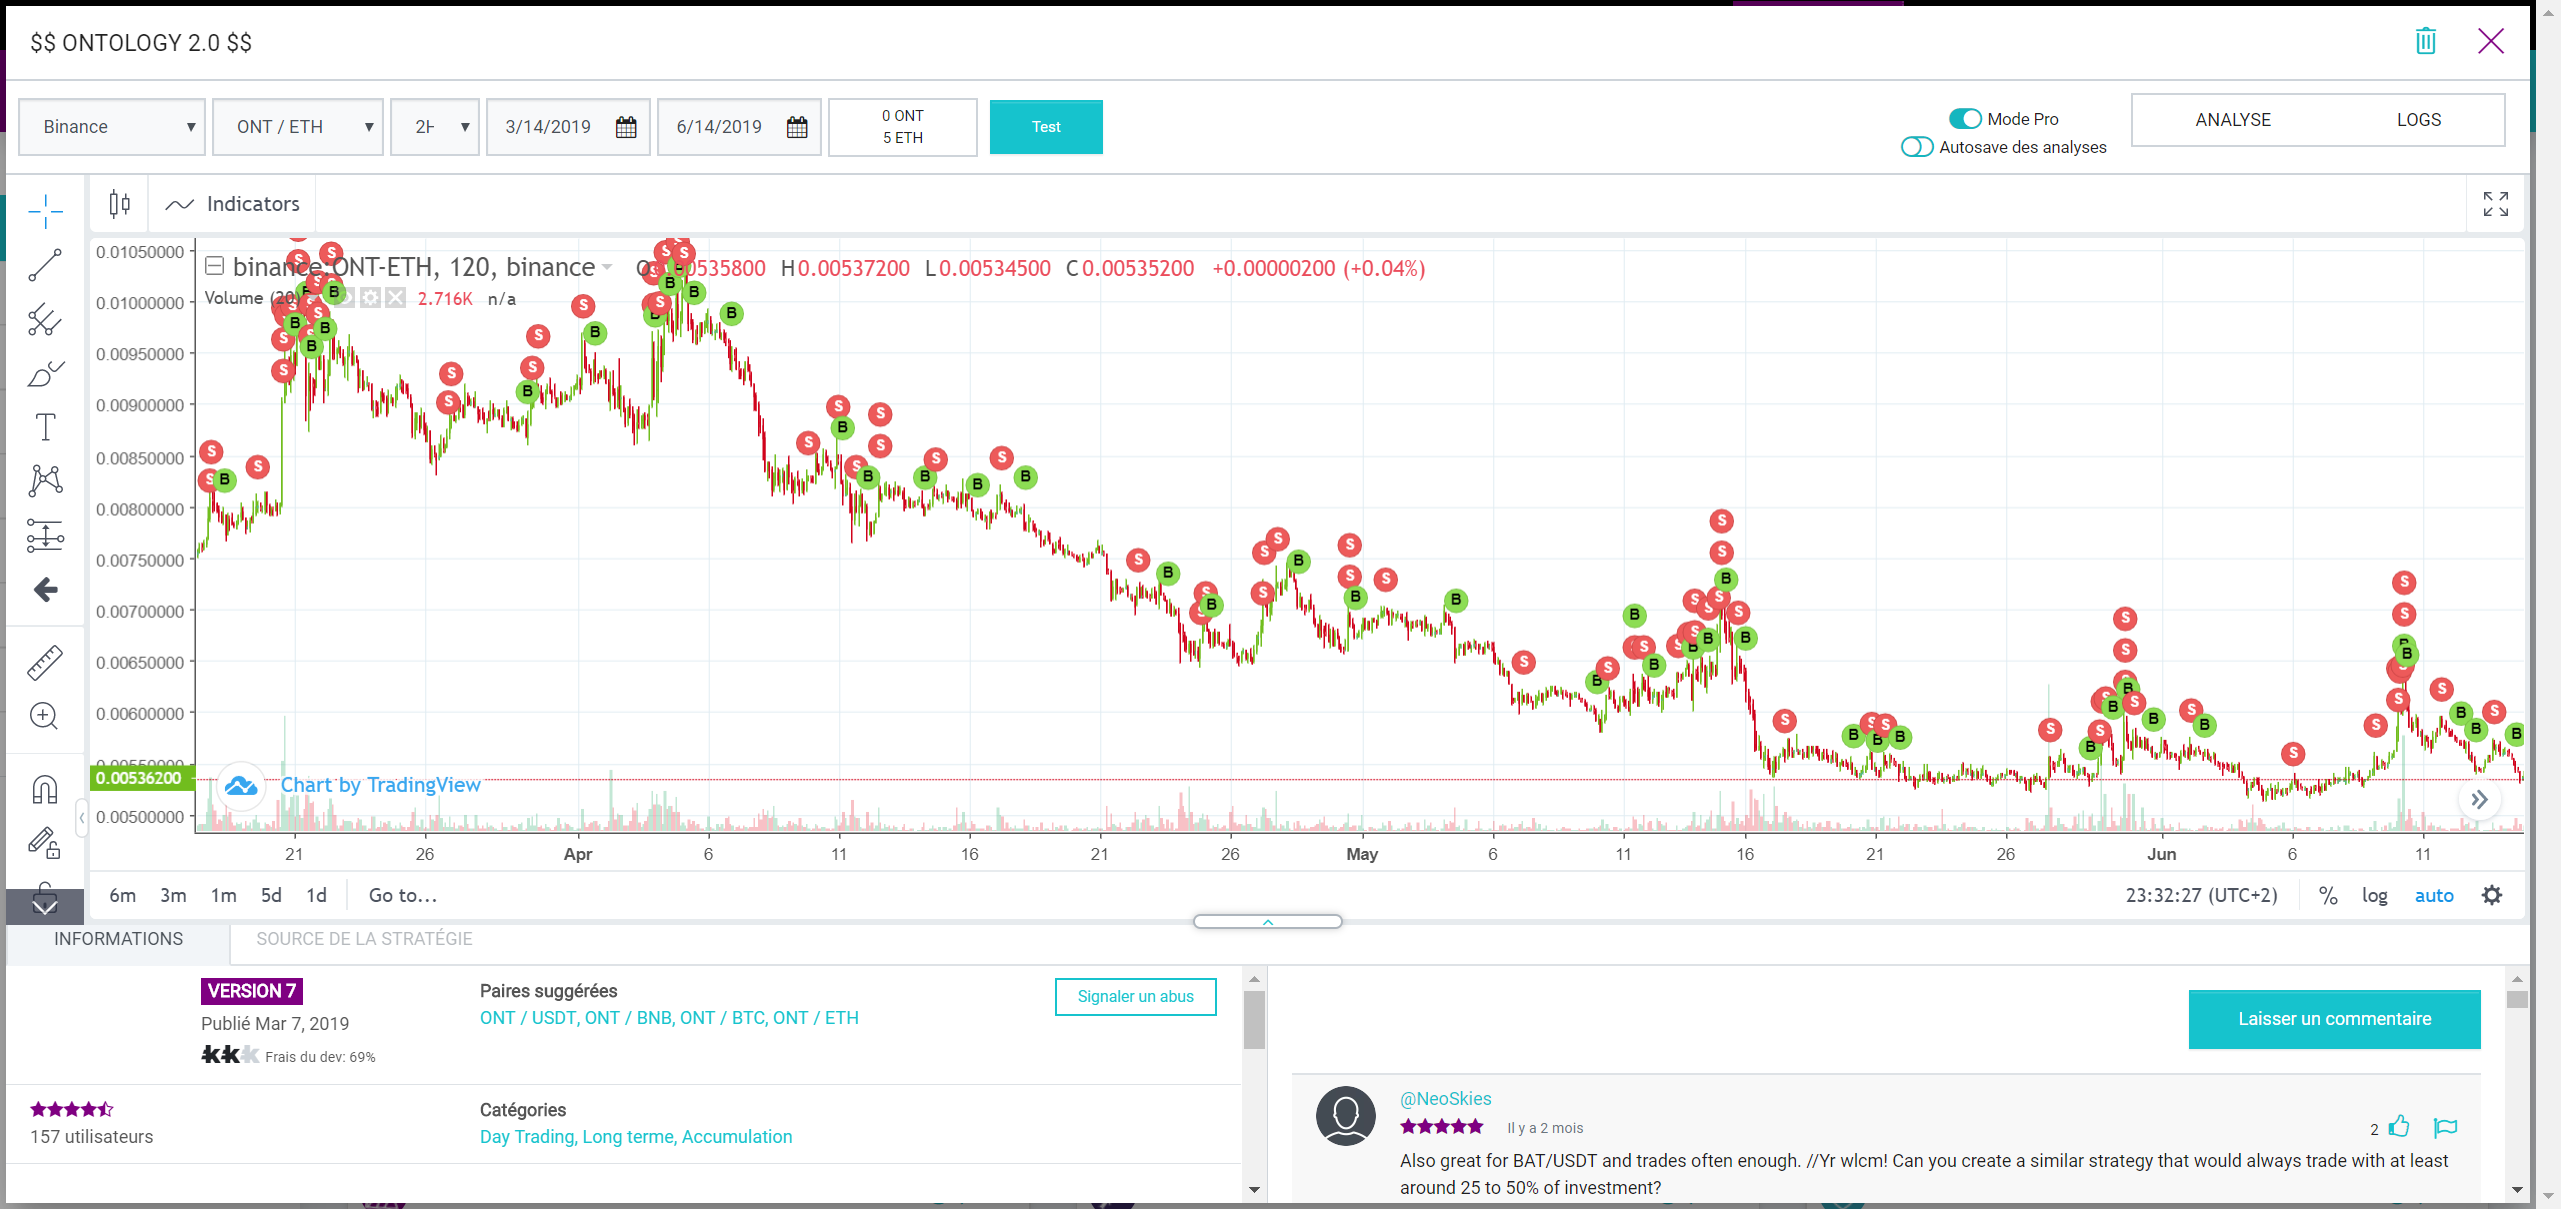 $$ ONTOLOGY 2.0 $$
Binance
ONT / ETH
3/14/2019
6/14/2019
0 ONT
5 ETH
Test
Mode Pro
Autosave des analyses
ANALYSE
LOGS
Indicators
binance:ONT-ETH, 120, binance
H0.00537200 L0.00534500 C0.00535200 +0.00000200 (+0.04%)
Volume (20) 2.716K n/a
0.01050000
0.01000000
0.00950000
0.00900000
0.00850000
0.00800000
0.00750000
0.00700000
0.00650000
0.00600000
0.00536200
0.00500000
Chart by TradingView
21 26 Apr 6 11 16 21 26 May 6 11 16 21 26 Jun 6 11
6m 3m 1m 5d 1d Go to...
23:32:27 (UTC+2) % log auto
INFORMATIONS
SOURCE DE LA STRATÉGIE
VERSION 7
Publié Mar 7, 2019
Frais du dev: 69%
Paires suggérées
ONT / USDT, ONT / BNB, ONT / BTC, ONT / ETH
Signaler un abus
157 utilisateurs
Catégories
Day Trading, Long terme, Accumulation
Laisser un commentaire
@NeoSkies
Il y a 2 mois
2
Also great for BAT/USDT and trades often enough. //Yr wlcm! Can you create a similar strategy that would always trade with at least
around 25 to 50% of investment?